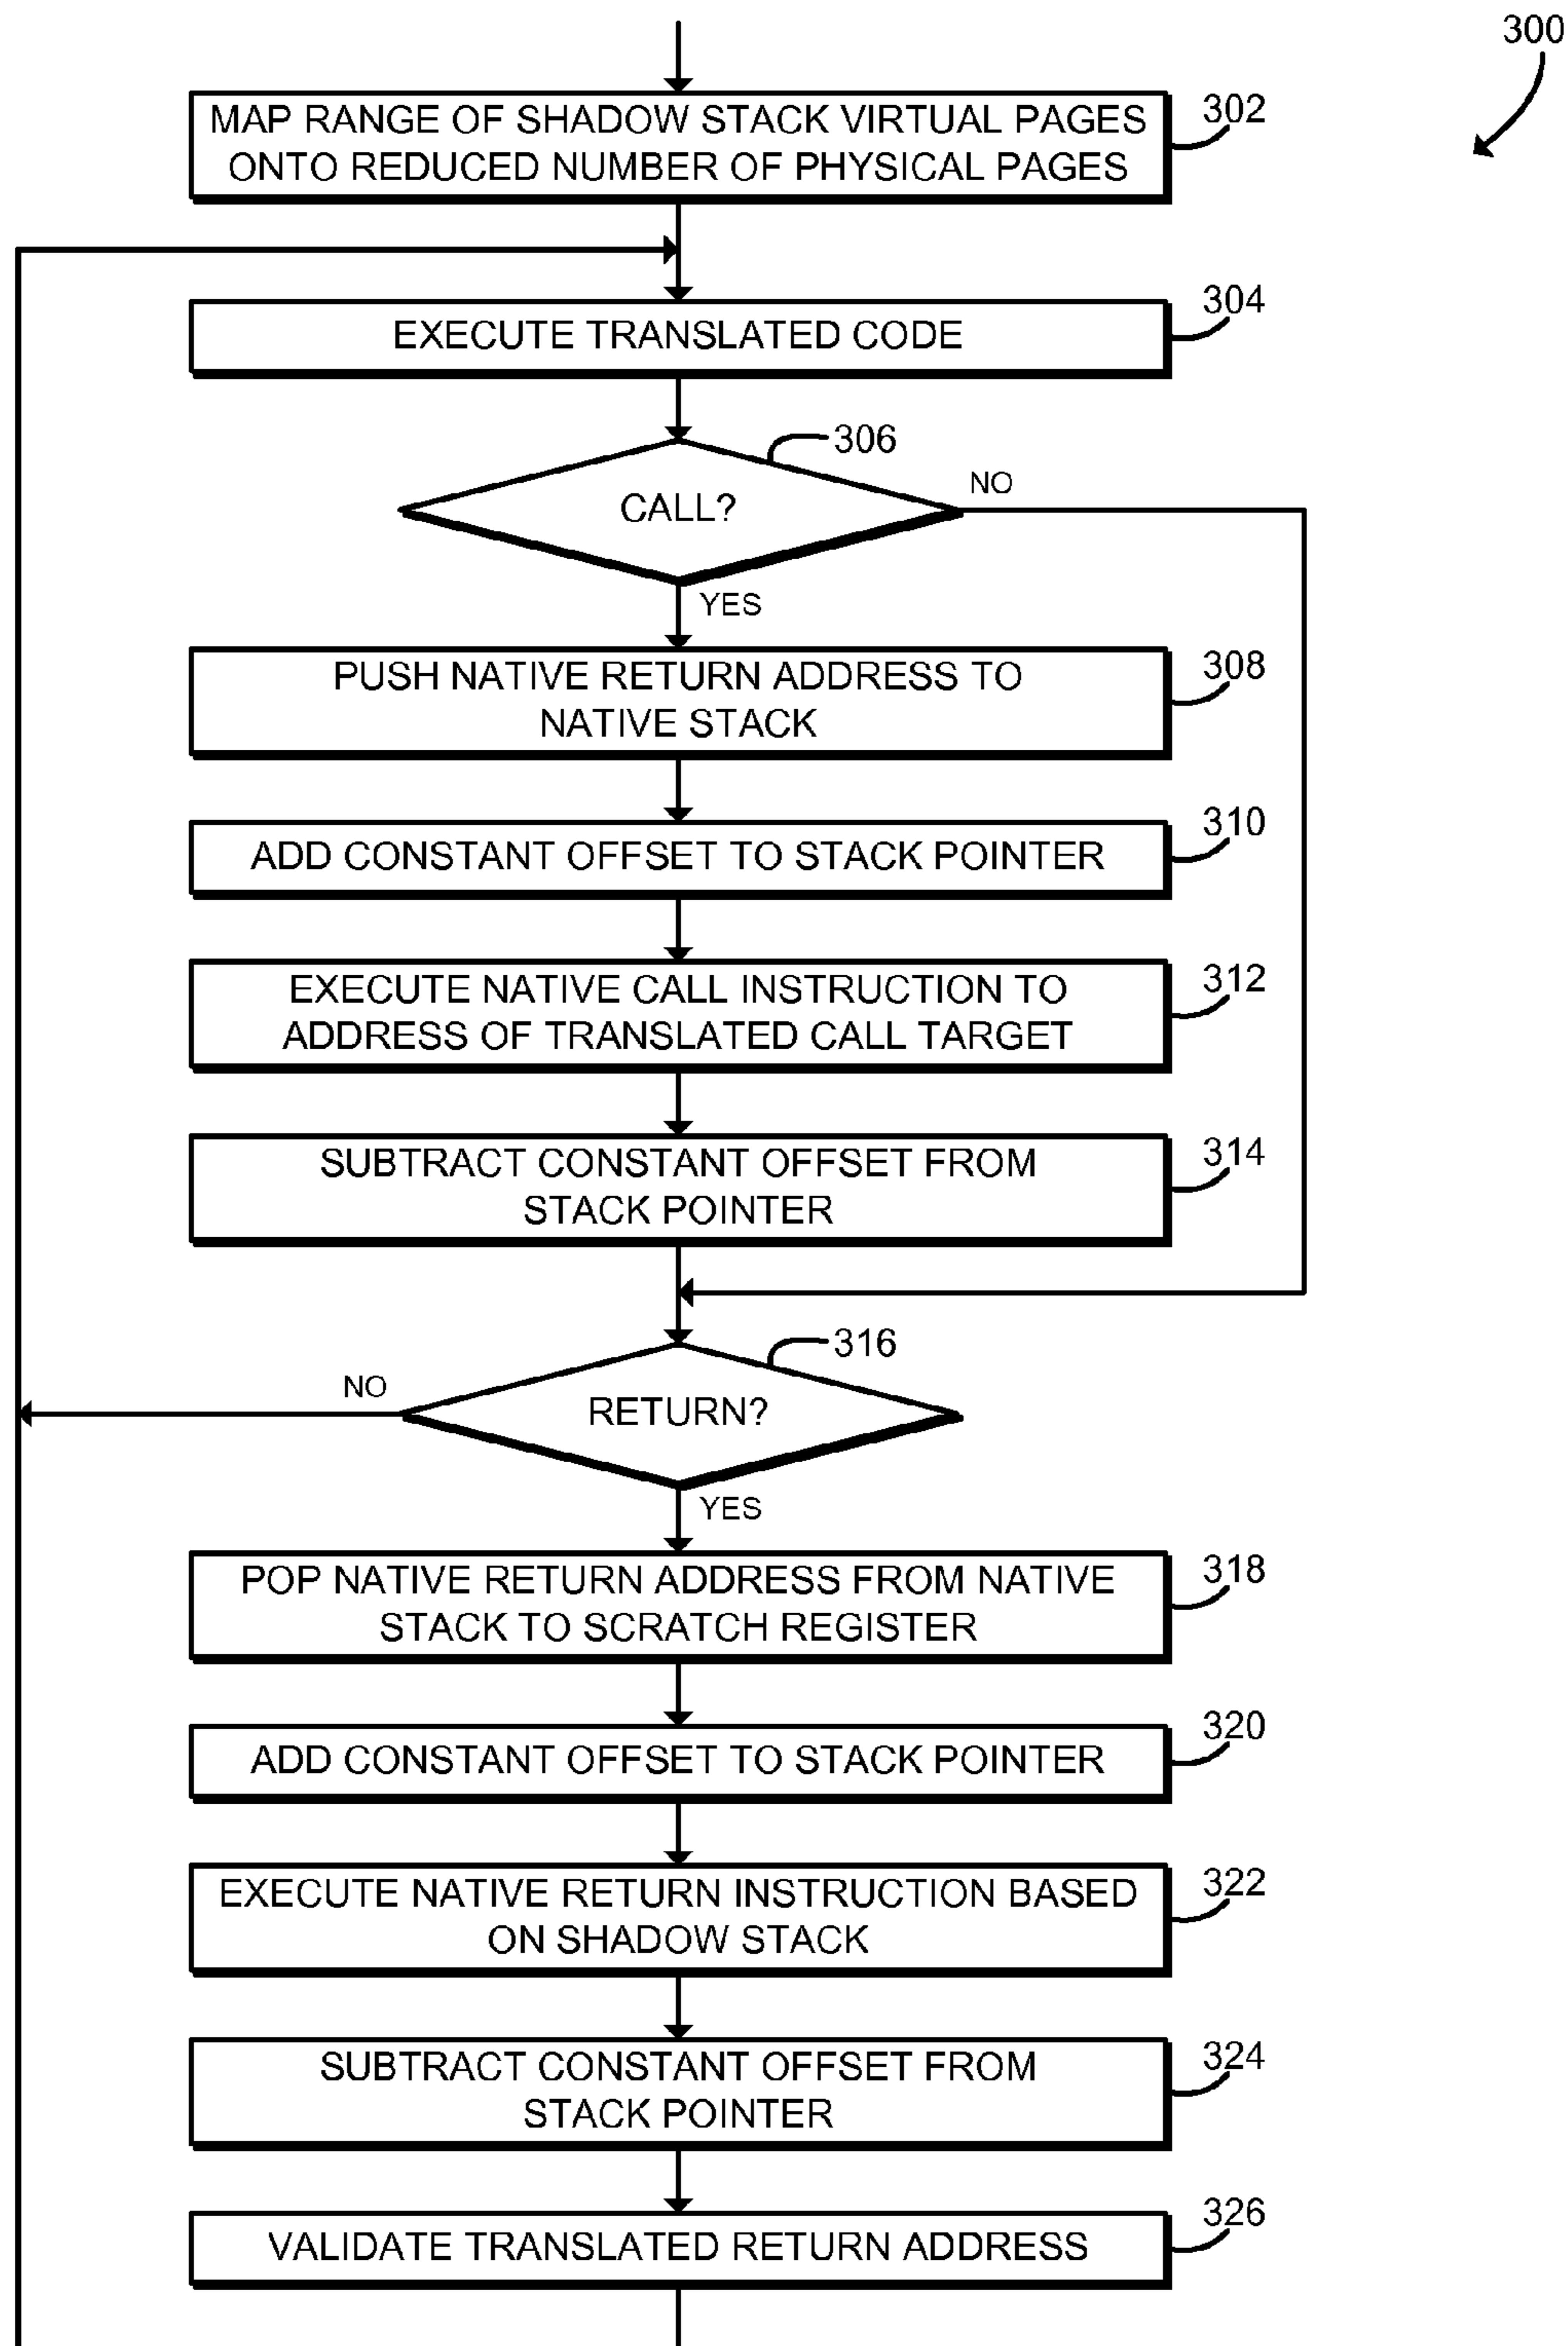 300
MAP RANGE OF SHADOW STACK VIRTUAL PAGES
ONTO REDUCED NUMBER OF PHYSICAL PAGES
302
EXECUTE TRANSLATED CODE
304
CALL?
306
NO
YES
PUSH NATIVE RETURN ADDRESS TO
NATIVE STACK
308
ADD CONSTANT OFFSET TO STACK POINTER
310
EXECUTE NATIVE CALL INSTRUCTION TO
ADDRESS OF TRANSLATED CALL TARGET
312
SUBTRACT CONSTANT OFFSET FROM
STACK POINTER
314
RETURN?
316
NO
YES
POP NATIVE RETURN ADDRESS FROM NATIVE
STACK TO SCRATCH REGISTER
318
ADD CONSTANT OFFSET TO STACK POINTER
320
EXECUTE NATIVE RETURN INSTRUCTION BASED
ON SHADOW STACK
322
SUBTRACT CONSTANT OFFSET FROM
STACK POINTER
324
VALIDATE TRANSLATED RETURN ADDRESS
326